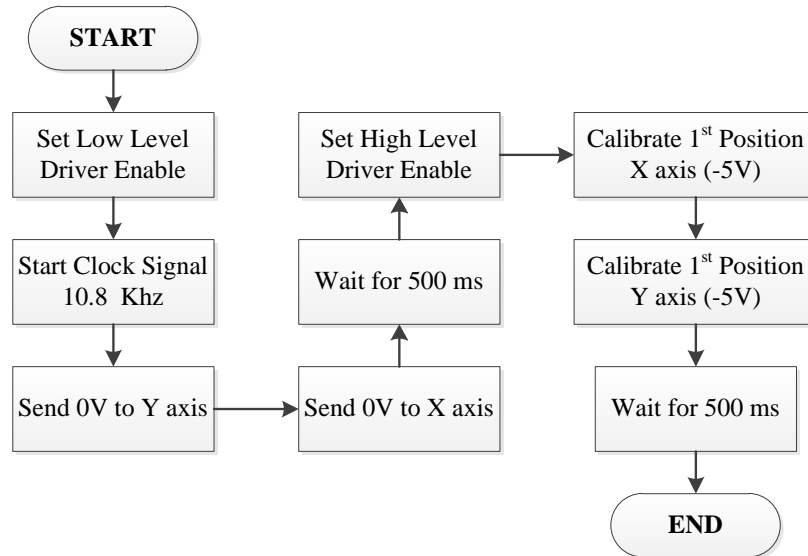 START
Set Low Level
Driver Enable
Start Clock Signal
10.8 Khz
Send 0V to Y axis
Send 0V to X axis
Wait for 500 ms
Set High Level
Driver Enable
Calibrate 1st Position
X axis (-5V)
Calibrate 1st Position
Y axis (-5V)
Wait for 500 ms
END